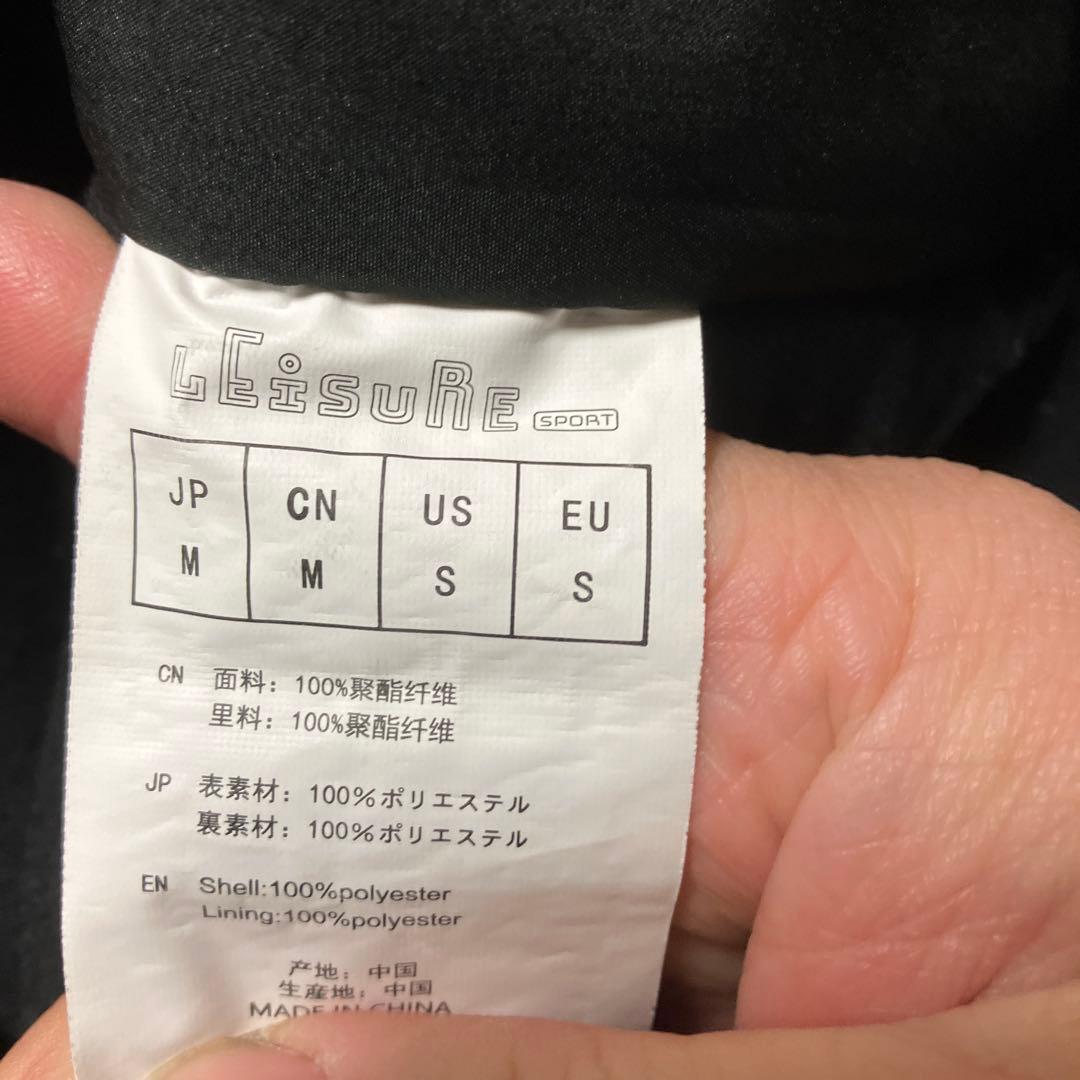 LEiSURE SPORT
JP CN US EU
M M S S
CN 面料：100%聚酯纤维
里料：100%聚酯纤维
JP 表素材：100%ポリエステル
裏素材：100%ポリエステル
EN Shell:100%polyester
Lining:100%polyester
产地：中国
生産地：中国
MADE IN CHINA